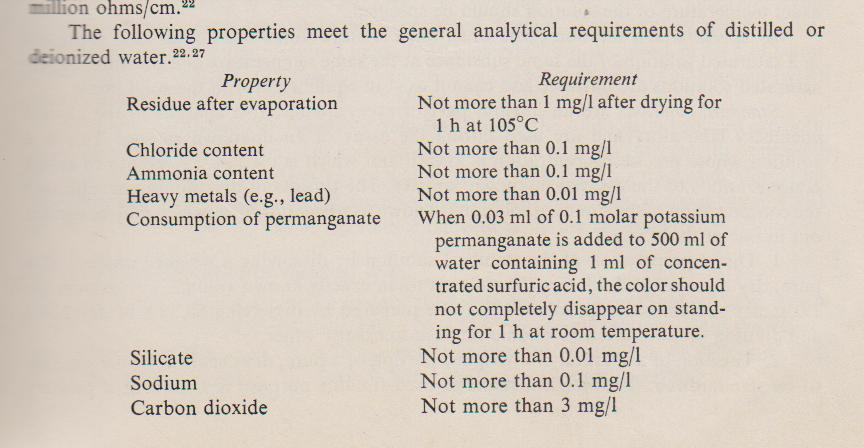 million ohms/cm.22
The following properties meet the general analytical requirements of distilled or
deionized water.22,27
Property Requirement
Residue after evaporation Not more than 1 mg/l after drying for
1 h at 105°C
Chloride content Not more than 0.1 mg/l
Ammonia content Not more than 0.1 mg/l
Heavy metals (e.g., lead) Not more than 0.01 mg/l
Consumption of permanganate When 0.03 ml of 0.1 molar potassium
permanganate is added to 500 ml of
water containing 1 ml of concen-
trated surfuric acid, the color should
not completely disappear on stand-
ing for 1 h at room temperature.
Silicate Not more than 0.01 mg/l
Sodium Not more than 0.1 mg/l
Carbon dioxide Not more than 3 mg/l